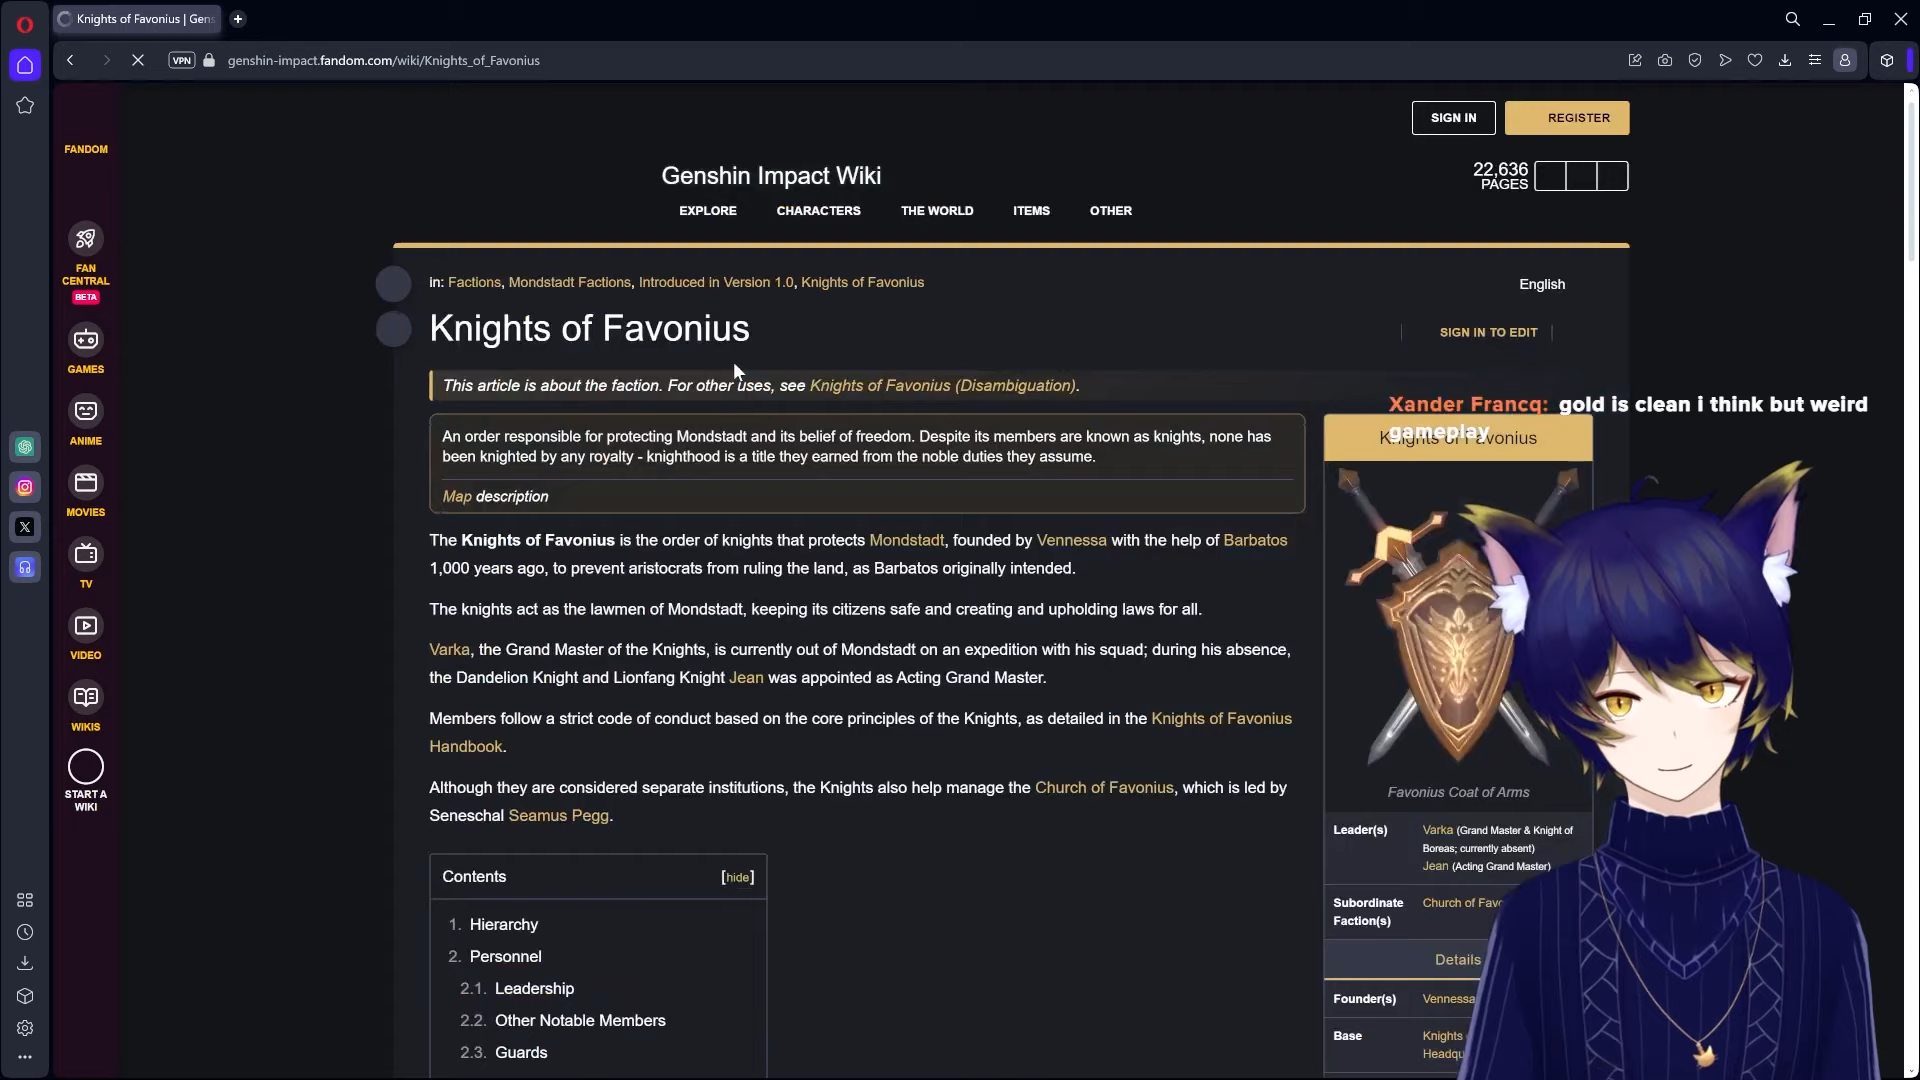 Knights of Favonius | Gens
VPN
genshin-impact.fandom.com/wiki/Knights_of_Favonius
SIGN IN
REGISTER
FANDOM
Genshin Impact Wiki
22,636
PAGES
EXPLORE
CHARACTERS
THE WORLD
ITEMS
OTHER
FAN
CENTRAL
BETA
GAMES
ANIME
MOVIES
TV
VIDEO
WIKIS
START A
WIKI
in: Factions, Mondstadt Factions, Introduced in Version 1.0, Knights of Favonius
English
Knights of Favonius
SIGN IN TO EDIT
This article is about the faction. For other uses, see Knights of Favonius (Disambiguation).
Xander Francq: gold is clean i think but weird
gameplay
An order responsible for protecting Mondstadt and its belief of freedom. Despite its members are known as knights, none has
been knighted by any royalty - knighthood is a title they earned from the noble duties they assume.
Map description
The Knights of Favonius is the order of knights that protects Mondstadt, founded by Vennessa with the help of Barbatos
1,000 years ago, to prevent aristocrats from ruling the land, as Barbatos originally intended.
The knights act as the lawmen of Mondstadt, keeping its citizens safe and creating and upholding laws for all.
Varka, the Grand Master of the Knights, is currently out of Mondstadt on an expedition with his squad; during his absence,
the Dandelion Knight and Lionfang Knight Jean was appointed as Acting Grand Master.
Members follow a strict code of conduct based on the core principles of the Knights, as detailed in the Knights of Favonius
Handbook.
Although they are considered separate institutions, the Knights also help manage the Church of Favonius, which is led by
Seneschal Seamus Pegg.
Contents
[hide]
1. Hierarchy
2. Personnel
2.1. Leadership
2.2. Other Notable Members
2.3. Guards
Knights of Favonius
Favonius Coat of Arms
Leader(s)
Varka (Grand Master & Knight of
Boreas; currently absent)
Jean (Acting Grand Master)
Subordinate
Faction(s)
Church of Favo
Details
Founder(s)
Vennessa
Base
Knights
Headqu